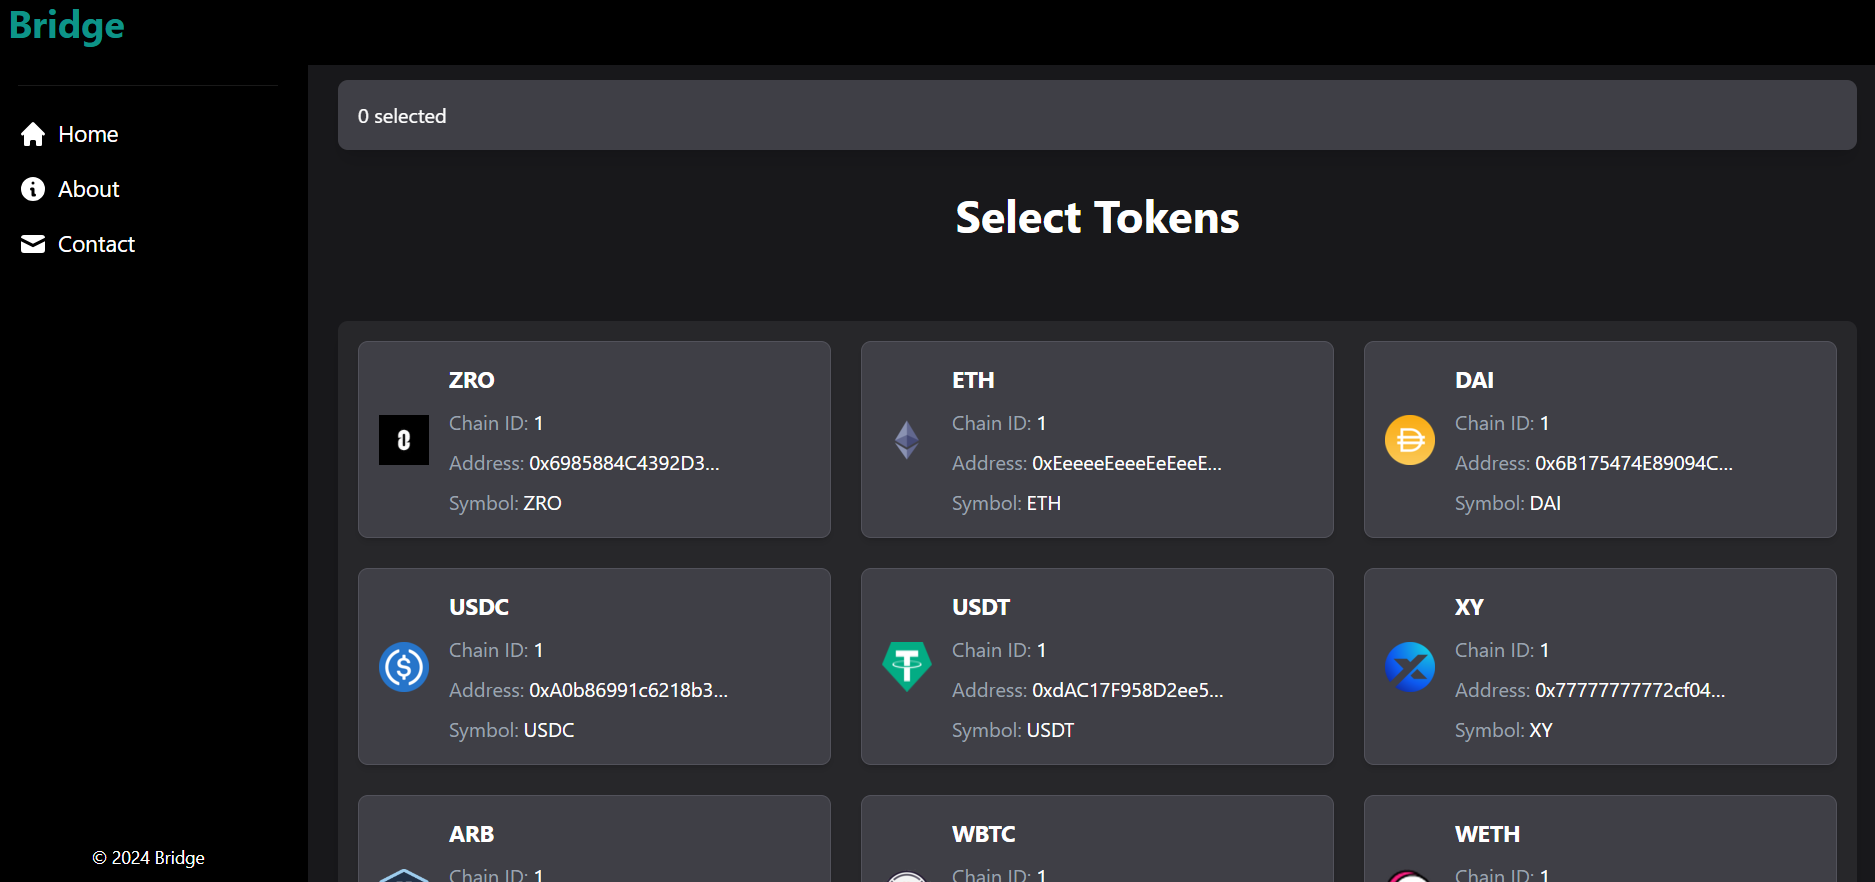 Bridge
Home
About
Contact
© 2024 Bridge
0 selected
Select Tokens
ZRO
Chain ID: 1
Address: 0x6985884C4392D3...
Symbol: ZRO
ETH
Chain ID: 1
Address: 0xEeeeeEeeeEeEeeE...
Symbol: ETH
DAI
Chain ID: 1
Address: 0x6B175474E89094C...
Symbol: DAI
USDC
Chain ID: 1
Address: 0xA0b86991c6218b3...
Symbol: USDC
USDT
Chain ID: 1
Address: 0xdAC17F958D2ee5...
Symbol: USDT
XY
Chain ID: 1
Address: 0x77777777772cf04...
Symbol: XY
ARB
Chain ID: 1
WBTC
Chain ID: 1
WETH
Chain ID: 1